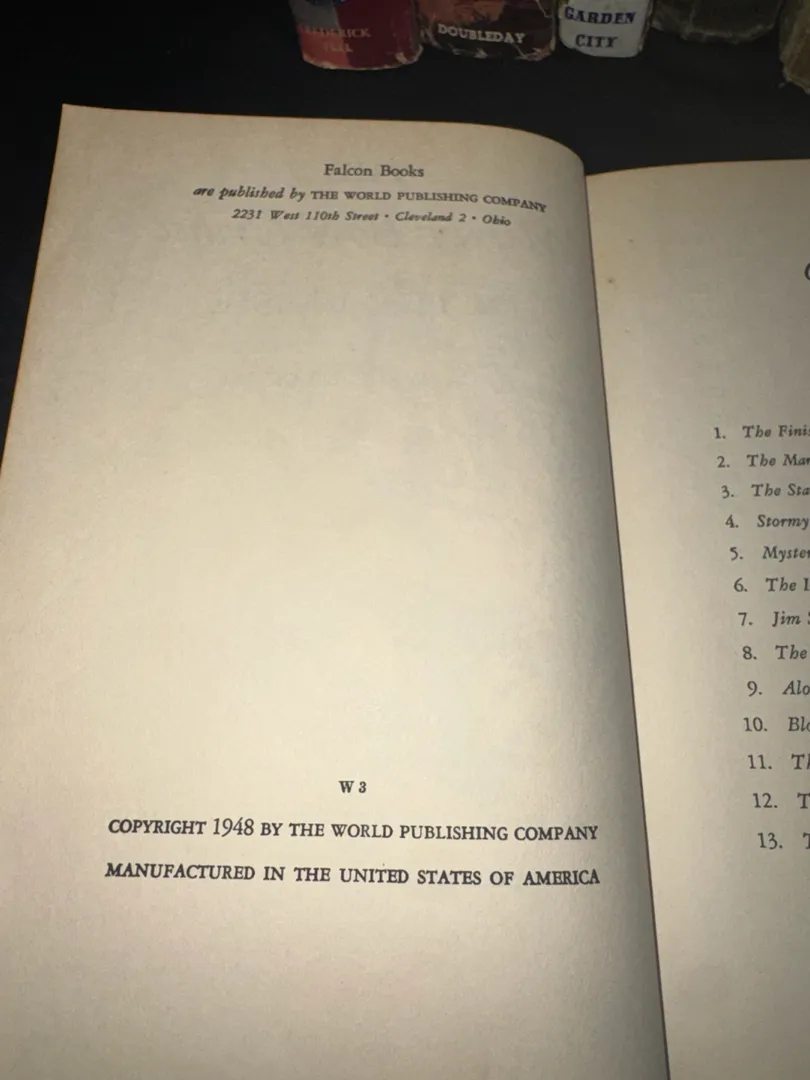 DOUBLEDAY
GARDEN
CITY
Falcon Books
are published by THE WORLD PUBLISHING COMPANY
2231 West 110th Street • Cleveland 2 • Ohio
W 3
COPYRIGHT 1948 BY THE WORLD PUBLISHING COMPANY
MANUFACTURED IN THE UNITED STATES OF AMERICA
1. The
2. The
3. The
4. Stormy
5.
6. The
7. Jim
8. The
9.
10.
11.
12.
13.